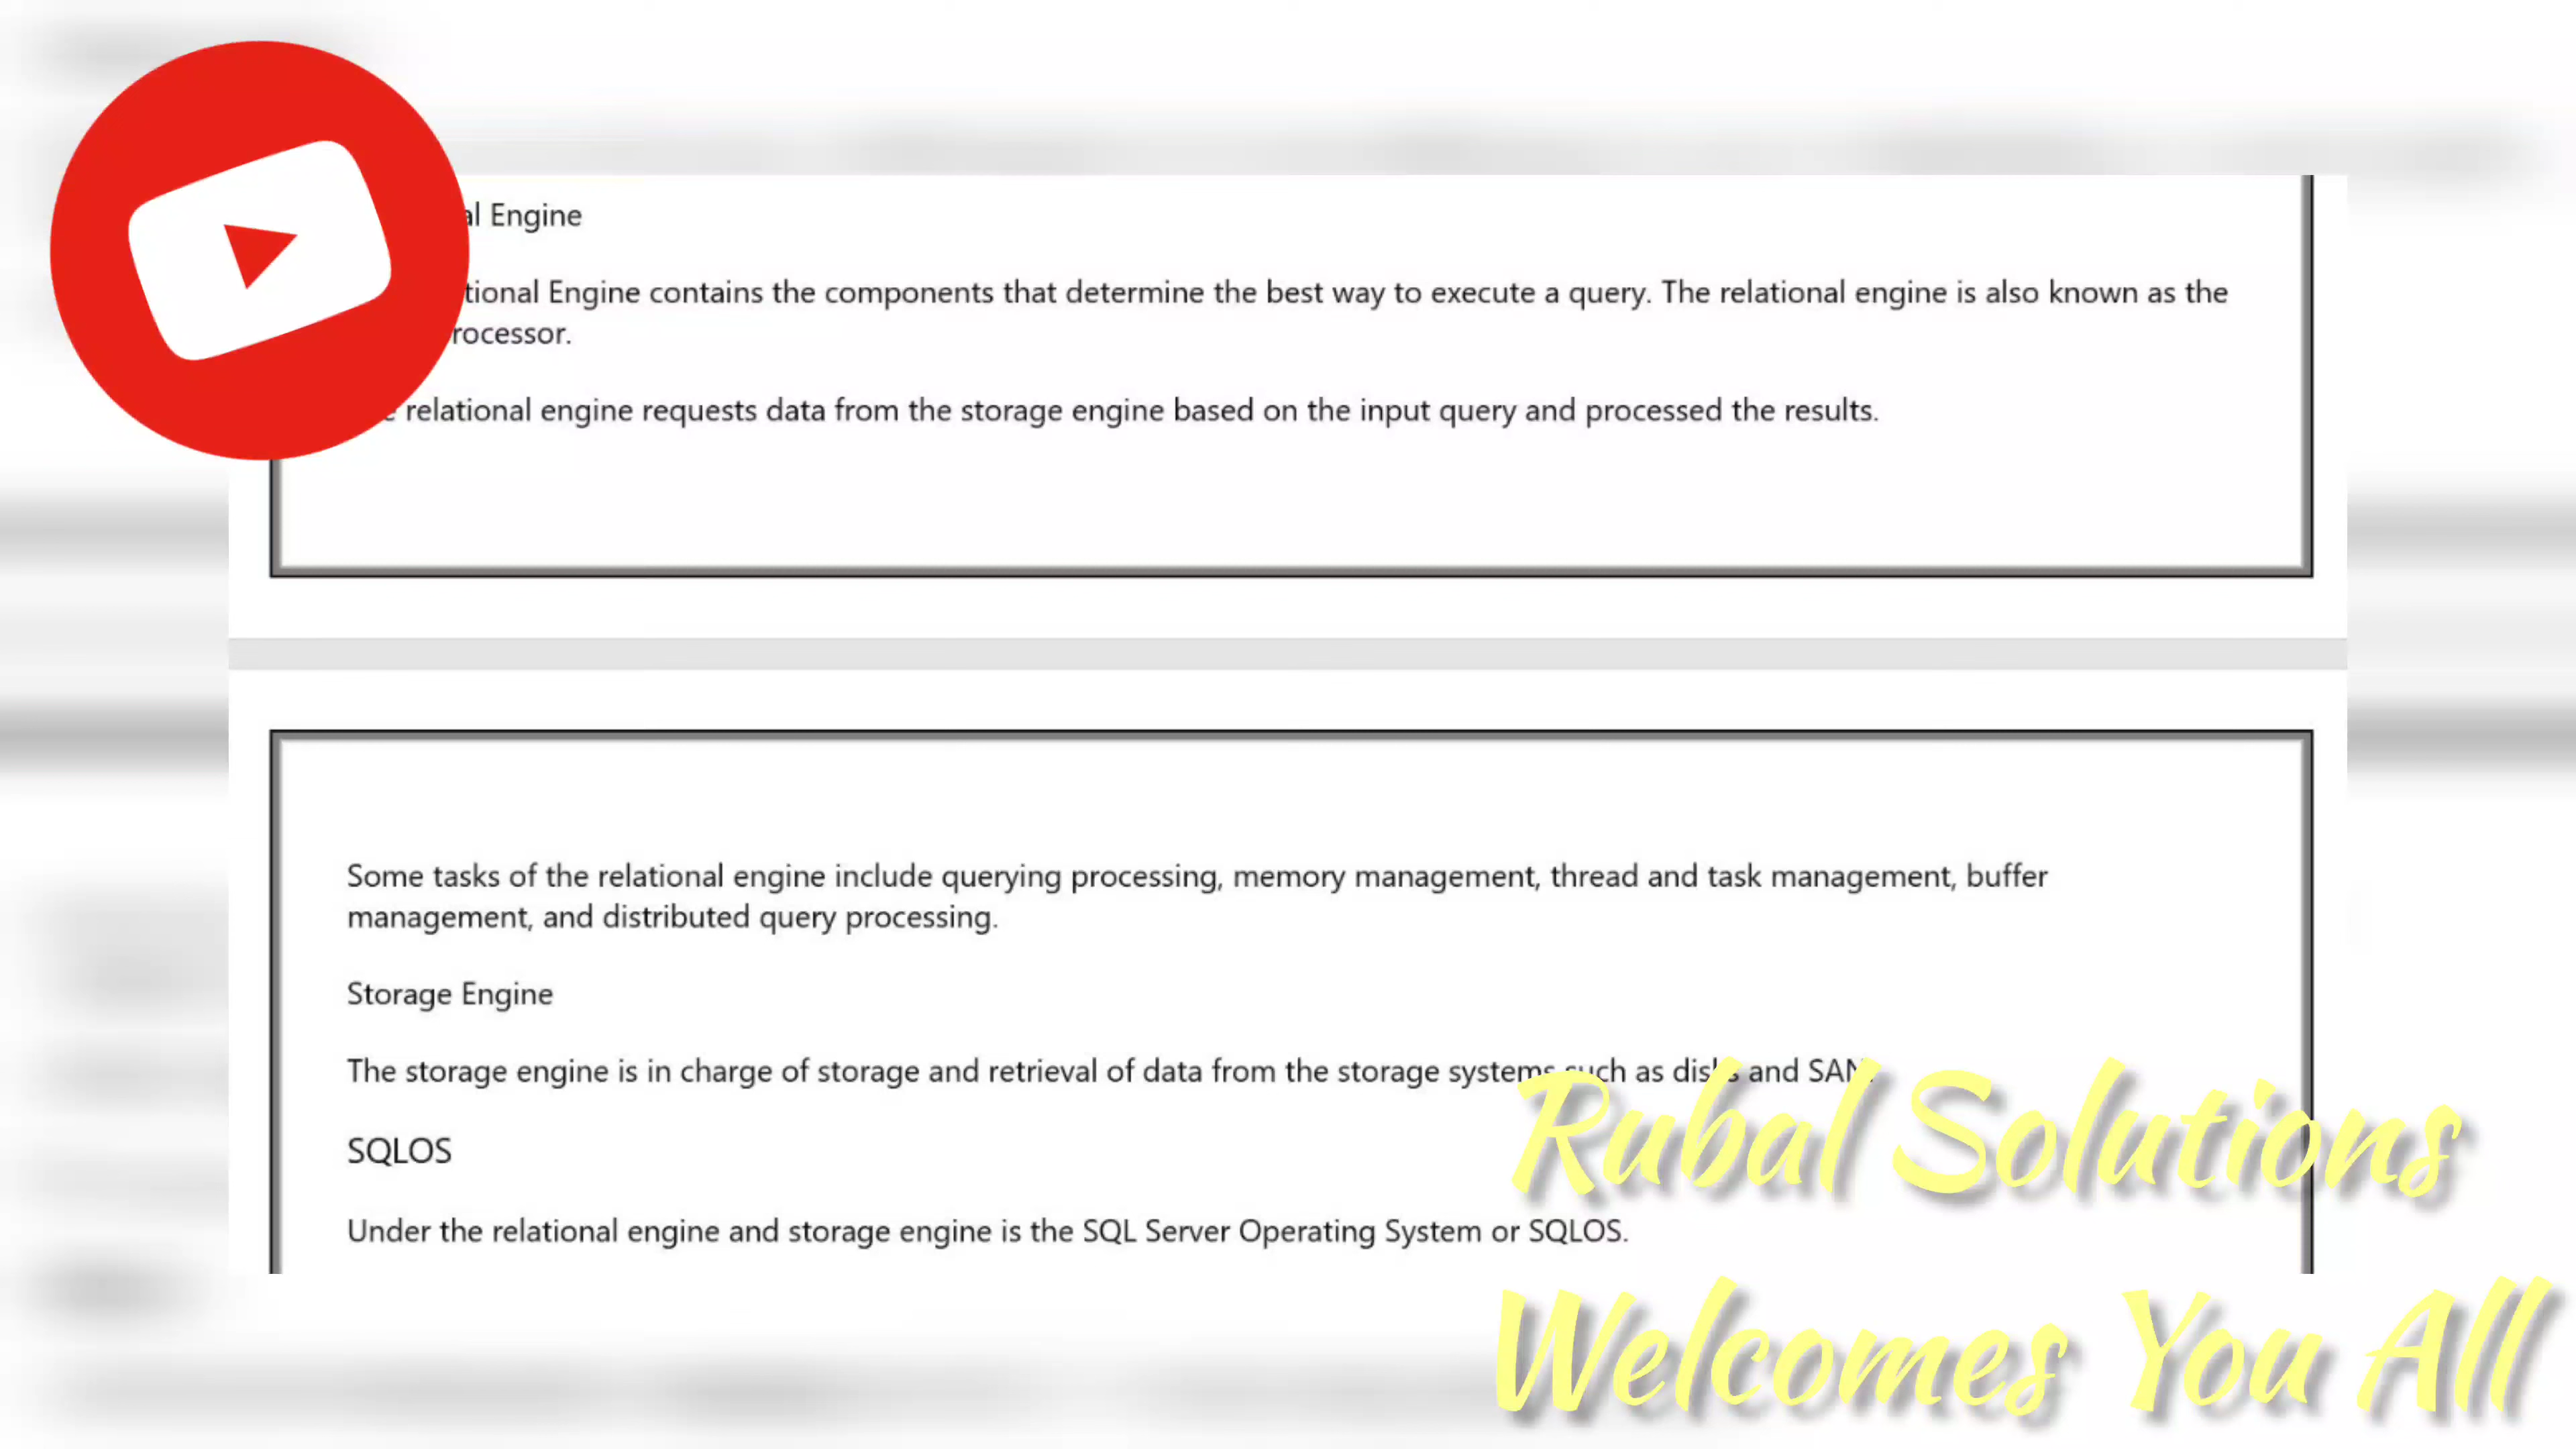 Engine
Engine contains the components that determine the best way to execute a query. The relational engine is also known as the
relational engine requests data from the storage engine based on the input query and processed the results.
Some tasks of the relational engine include querying processing, memory management, thread and task management, buffer
management, and distributed query processing.
Storage Engine
The storage engine is in charge of storage and retrieval of data from the storage systems such as disks and SAN.
SQLOS
Under the relational engine and storage engine is the SQL Server Operating System or SQLOS.
Rubal Solutions
Welcomes You All